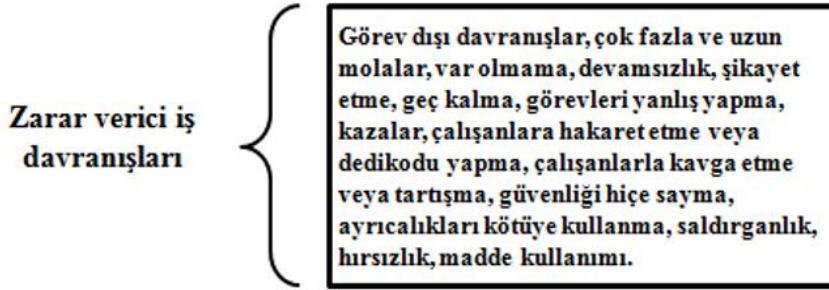 Zarar verici iş
davranışları
Görev dışı davranışlar, çok fazla ve uzun
molalar, var olmama, devamsızlık, şikayet
etme, geç kalma, görevleri yanlış yapma,
kazalar, çalışanlara hakaret etme veya
dedikodu yapma, çalışanlarla kavga etme
veya tartışma, güvenliği hiçe sayma,
ayrıcalıkları kötüye kullanma, saldırganlık,
hırsızlık, madde kullanımı.